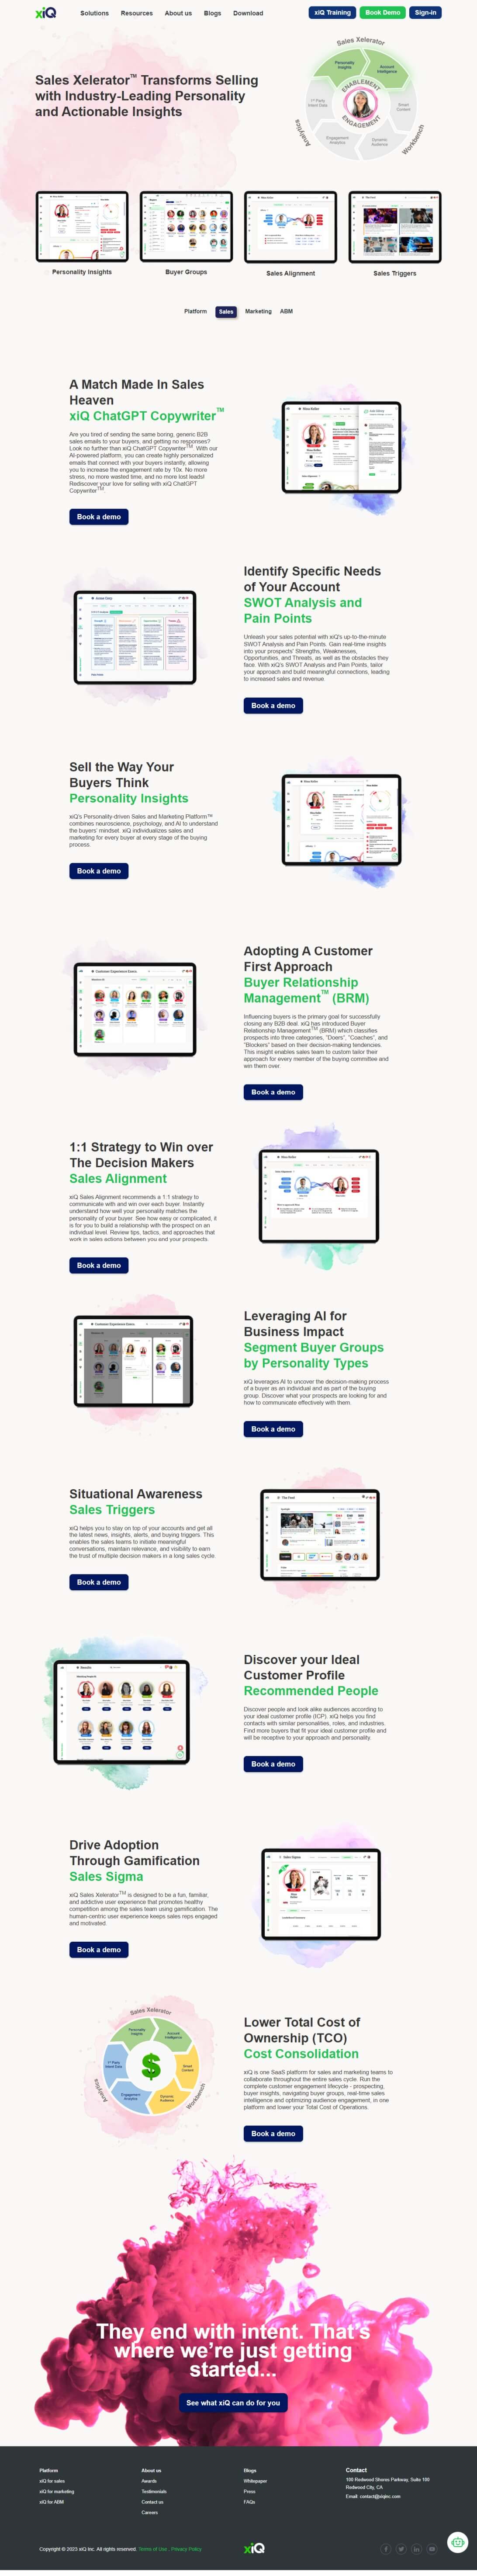 xiQ
Solutions Resources About us Blogs Download
xiQ Training Book Demo Sign-in
Sales Xelerator™ Transforms Selling
with Industry-Leading Personality
and Actionable Insights
Sales Xelerator
Personality Insights
Account Intelligence
1st Party Intent Data
ENABLEMENT
ENGAGEMENT
Smart Content
Engagement Analytics
Dynamic Audience
Analytics
Workbench
Personality Insights
Buyer Groups
Sales Alignment
Sales Triggers
Platform Sales Marketing ABM
A Match Made In Sales
Heaven
xiQ ChatGPT Copywriter™
Are you tired of sending the same boring, generic B2B
sales emails to your buyers, and getting no responses?
Look no further than xiQ ChatGPT Copywriter™. With our
AI-powered platform, you can create highly personalized
emails that connect with your buyers instantly, allowing
you to increase the engagement rate by 10x. No more
stress, no more wasted time, and no more lost leads!
Rediscover your love for selling with xiQ ChatGPT
Copywriter™
Book a demo
Identify Specific Needs
of Your Account
SWOT Analysis and
Pain Points
Unleash your sales potential with xiQ's up-to-the-minute
SWOT Analysis and Pain Points. Gain real-time insights
into your prospects' Strengths, Weaknesses,
Opportunities, and Threats, as well as the obstacles they
face. With xiQ's SWOT Analysis and Pain Points, tailor
your approach and build meaningful connections, leading
to increased sales and revenue.
Book a demo
Sell the Way Your
Buyers Think
Personality Insights
xiQ's Personality-driven Sales and Marketing Platform™
combines neuroscience, psychology, and AI to understand
the buyers' mindset. xiQ individualizes sales and
marketing for every buyer at every stage of the buying
process.
Book a demo
Adopting A Customer
First Approach
Buyer Relationship
Management™ (BRM)
Influencing buyers is the primary goal for successfully
closing any B2B deal. xiQ has introduced Buyer
Relationship Management™ (BRM) which classifies
prospects into three categories, "Doers", "Coaches", and
"Blockers" based on their decision-making tendencies.
This insight enables sales team to custom tailor their
approach for every member of the buying committee and
win them over.
Book a demo
1:1 Strategy to Win over
The Decision Makers
Sales Alignment
xiQ Sales Alignment recommends a 1:1 strategy to
communicate with and win over each buyer. Instantly
understand how well your personality matches the
personality of your buyer. See how easy or complicated, it
is for you to build a relationship with the prospect on an
individual level. Review tips, tactics, and approaches that
work in sales actions between you and your prospects.
Book a demo
Leveraging AI for
Business Impact
Segment Buyer Groups
by Personality Types
xiQ leverages AI to uncover the decision-making process
of a buyer as an individual and as part of the buying
group. Discover what your prospects are looking for and
how to communicate effectively with them.
Book a demo
Situational Awareness
Sales Triggers
xiQ helps you to stay on top of your accounts and get all
the latest news, insights, alerts, and buying triggers. This
enables the sales teams to initiate meaningful
conversations, maintain relevance, and visibility to earn
the trust of multiple decision makers in a long sales cycle.
Book a demo
Discover your Ideal
Customer Profile
Recommended People
Discover people and look alike audiences according to
your ideal customer profile (ICP). xiQ helps you find
contacts with similar personalities, roles, and industries.
Find more buyers that fit your ideal customer profile and
will be receptive to your approach and personality.
Book a demo
Drive Adoption
Through Gamification
Sales Sigma
xiQ Sales Xelerator™ is designed to be a fun, familiar,
and addictive user experience that promotes healthy
competition among the sales team using gamification. The
human-centric user experience keeps sales reps engaged
and motivated.
Book a demo
Sales Xelerator
Personality Insights
Account Intelligence
1st Party Intent Data
$
Smart Content
Engagement Analytics
Dynamic Audience
Analytics
Workbench
Lower Total Cost of
Ownership (TCO)
Cost Consolidation
xiQ is one SaaS platform for sales and marketing teams to
collaborate throughout the entire sales cycle. Run the
complete customer engagement lifecycle - prospecting,
buyer insights, navigating buyer groups, real-time sales
intelligence and optimizing audience engagement, in one
platform and lower your Total Cost of Operations.
Book a demo
They end with intent. That's
where we're just getting
started...
See what xiQ can do for you
Platform About us Blogs Contact
xiQ for sales Awards Whitepaper 100 Redwood Shores Parkway, Suite 100
xiQ for marketing Testimonials Press Redwood City, CA
xiQ for ABM Contact us FAQs Email: contact@xiqinc.com
Careers
Copyright © 2023 xiQ Inc. All rights reserved. Terms of Use , Privacy Policy
xiQ